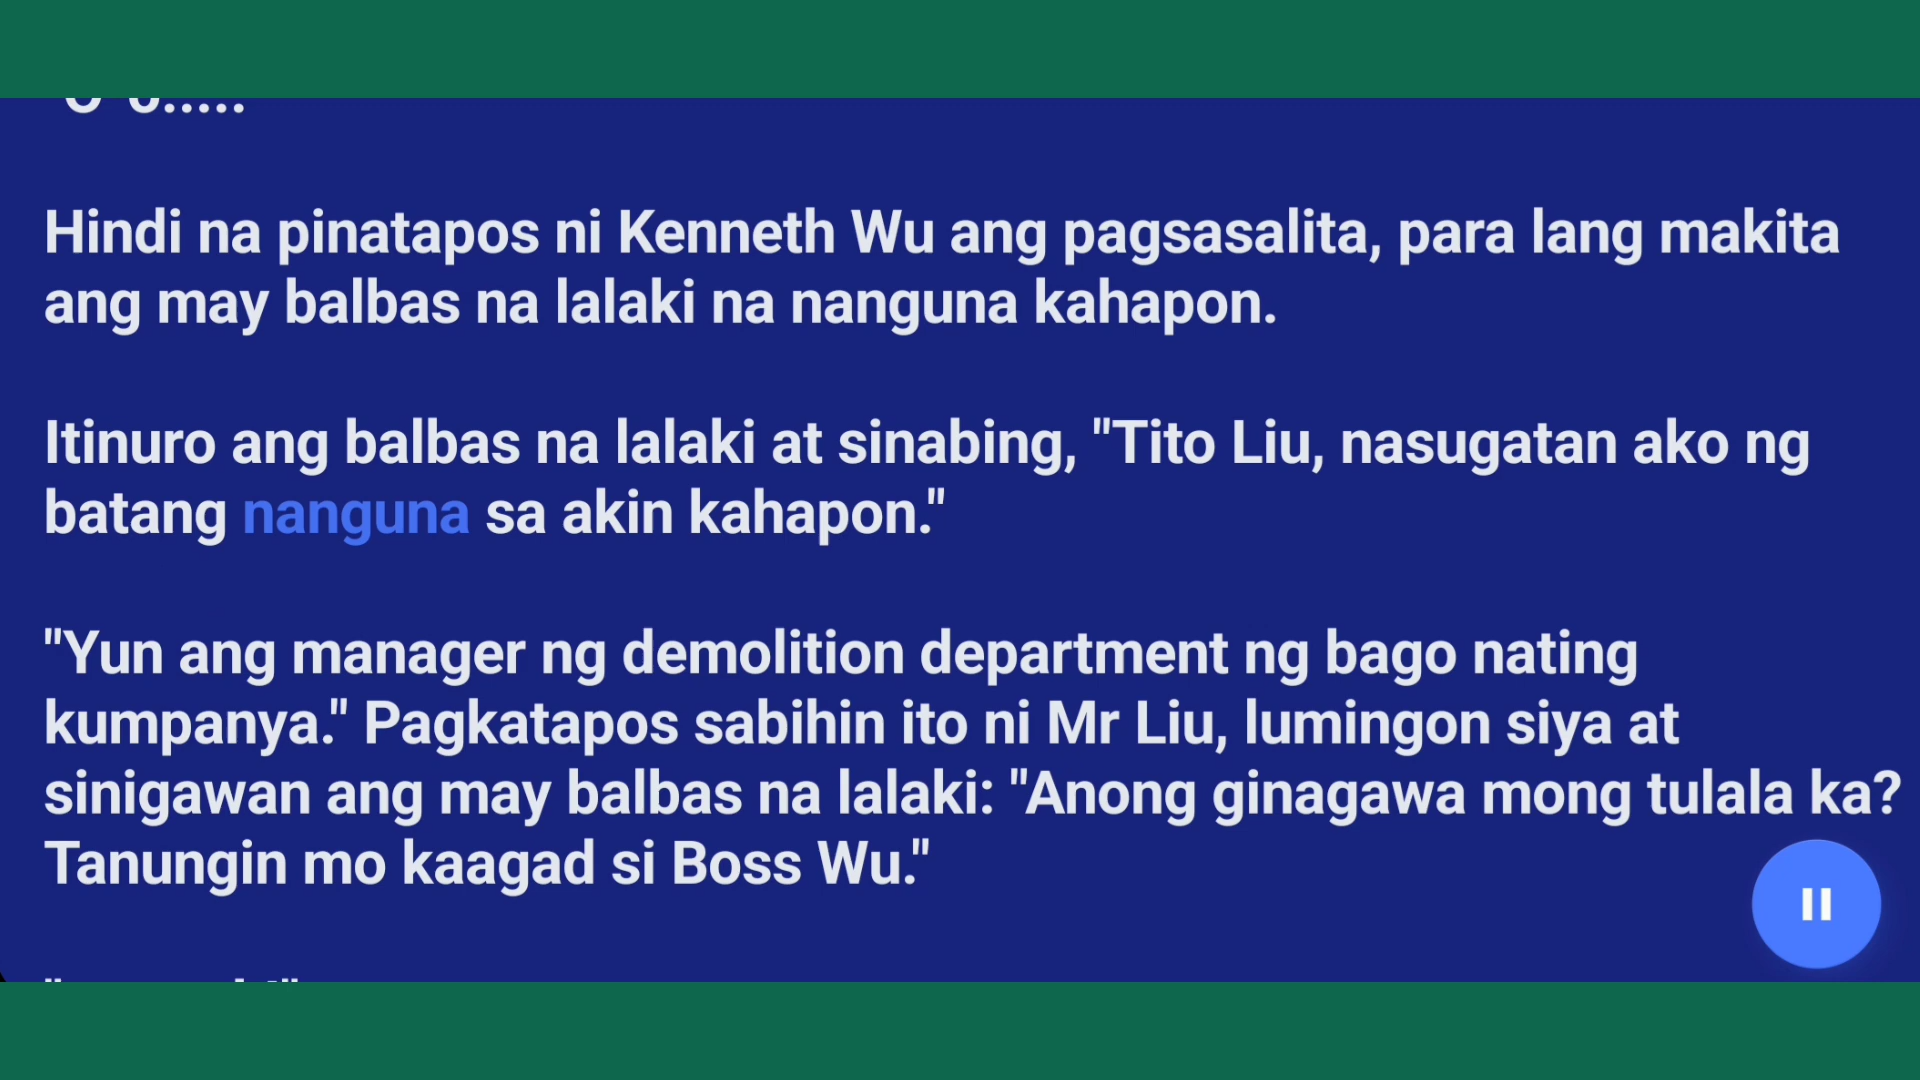 Hindi na pinatapos ni Kenneth Wu ang pagsasalita, para lang makita
ang may balbas na lalaki na nanguna kahapon.
Itinuro ang balbas na lalaki at sinabing, "Tito Liu, nasugatan ako ng
batang nanguna sa akin kahapon."
"Yun ang manager ng demolition department ng bago nating
kumpanya." Pagkatapos sabihin ito ni Mr Liu, lumingon siya at
sinigawan ang may balbas na lalaki: "Anong ginagawa mong tulala ka?
Tanungin mo kaagad si Boss Wu."